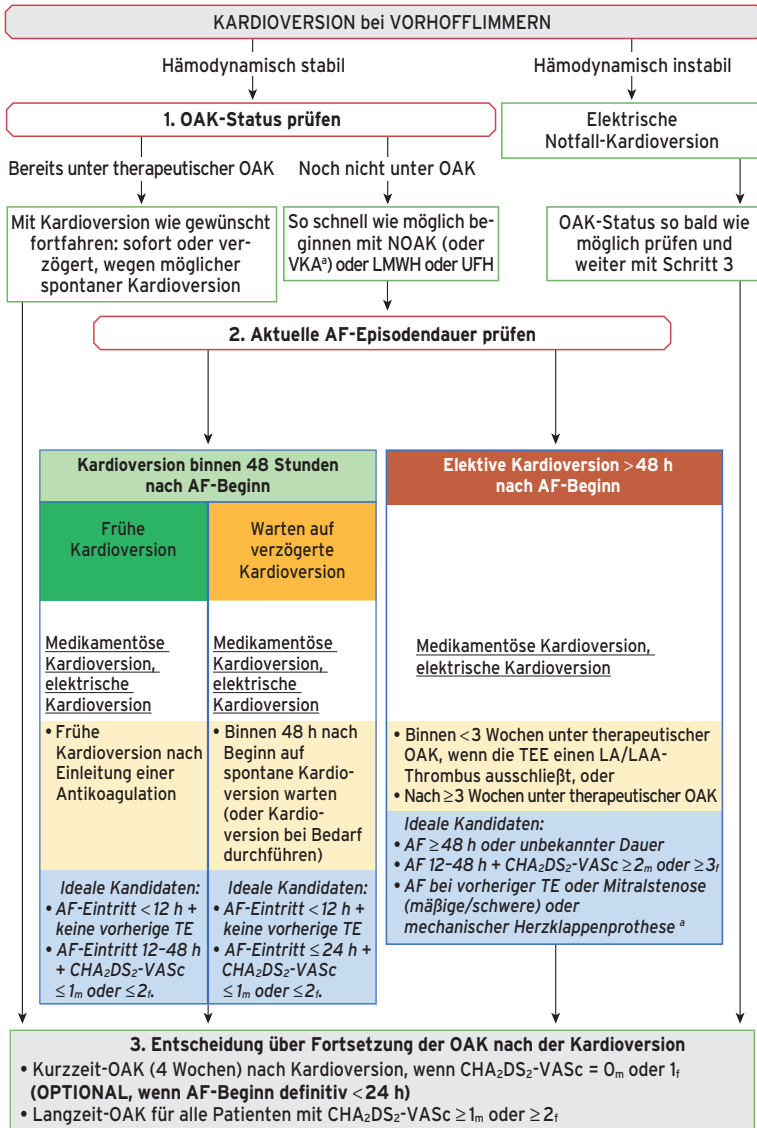 KARDIOVERSION bei VORHOFFLIMMERN
Hämodynamisch stabil
Hämodynamisch instabil
1. OAK-Status prüfen
Elektrische
Notfall-Kardioversion
Bereits unter therapeutischer OAK
Noch nicht unter OAK
Mit Kardioversion wie gewünscht
fortfahren: sofort oder ver-
zögert, wegen möglicher
spontaner Kardioversion
So schnell wie möglich be-
ginnen mit NOAK (oder
VKAᵃ) oder LMWH oder UFH
OAK-Status so bald wie
möglich prüfen und
weiter mit Schritt 3
2. Aktuelle AF-Episodendauer prüfen
Kardioversion binnen 48 Stunden
nach AF-Beginn
Frühe
Kardioversion
Warten auf
verzögerte
Kardioversion
Medikamentöse
Kardioversion,
elektrische
Kardioversion
Medikamentöse
Kardioversion,
elektrische
Kardioversion
• Frühe
Kardioversion nach
Einleitung einer
Antikoagulation
• Binnen 48 h nach
Beginn auf
spontane Kardio-
version warten
(oder Kardio-
version bei Bedarf
durchführen)
Ideale Kandidaten:
• AF-Eintritt <12 h +
keine vorherige TE
• AF-Eintritt 12–48 h
+ CHA₂DS₂-VASc
≤1m oder ≤2f.
Ideale Kandidaten:
• AF-Eintritt <12 h +
keine vorherige TE
• AF-Eintritt ≤24 h +
CHA₂DS₂-VASc
≤1m oder ≤2f.
Elektive Kardioversion >48 h
nach AF-Beginn
Medikamentöse Kardioversion,
elektrische Kardioversion
• Binnen <3 Wochen unter therapeutischer
OAK, wenn die TEE einen LA/LAA-
Thrombus ausschließt, oder
• Nach ≥3 Wochen unter therapeutischer OAK
Ideale Kandidaten:
• AF ≥48 h oder unbekannter Dauer
• AF 12–48 h + CHA₂DS₂-VASc ≥2m oder ≥3f
• AF bei vorheriger TE oder Mitralstenose
(mäßige/schwere) oder
mechanischer Herzklappenprothese ᵃ
3. Entscheidung über Fortsetzung der OAK nach der Kardioversion
• Kurzzeit-OAK (4 Wochen) nach Kardioversion, wenn CHA₂DS₂-VASc = 0m oder 1f
(OPTIONAL, wenn AF-Beginn definitiv <24 h)
• Langzeit-OAK für alle Patienten mit CHA₂DS₂-VASc ≥1m oder ≥2f